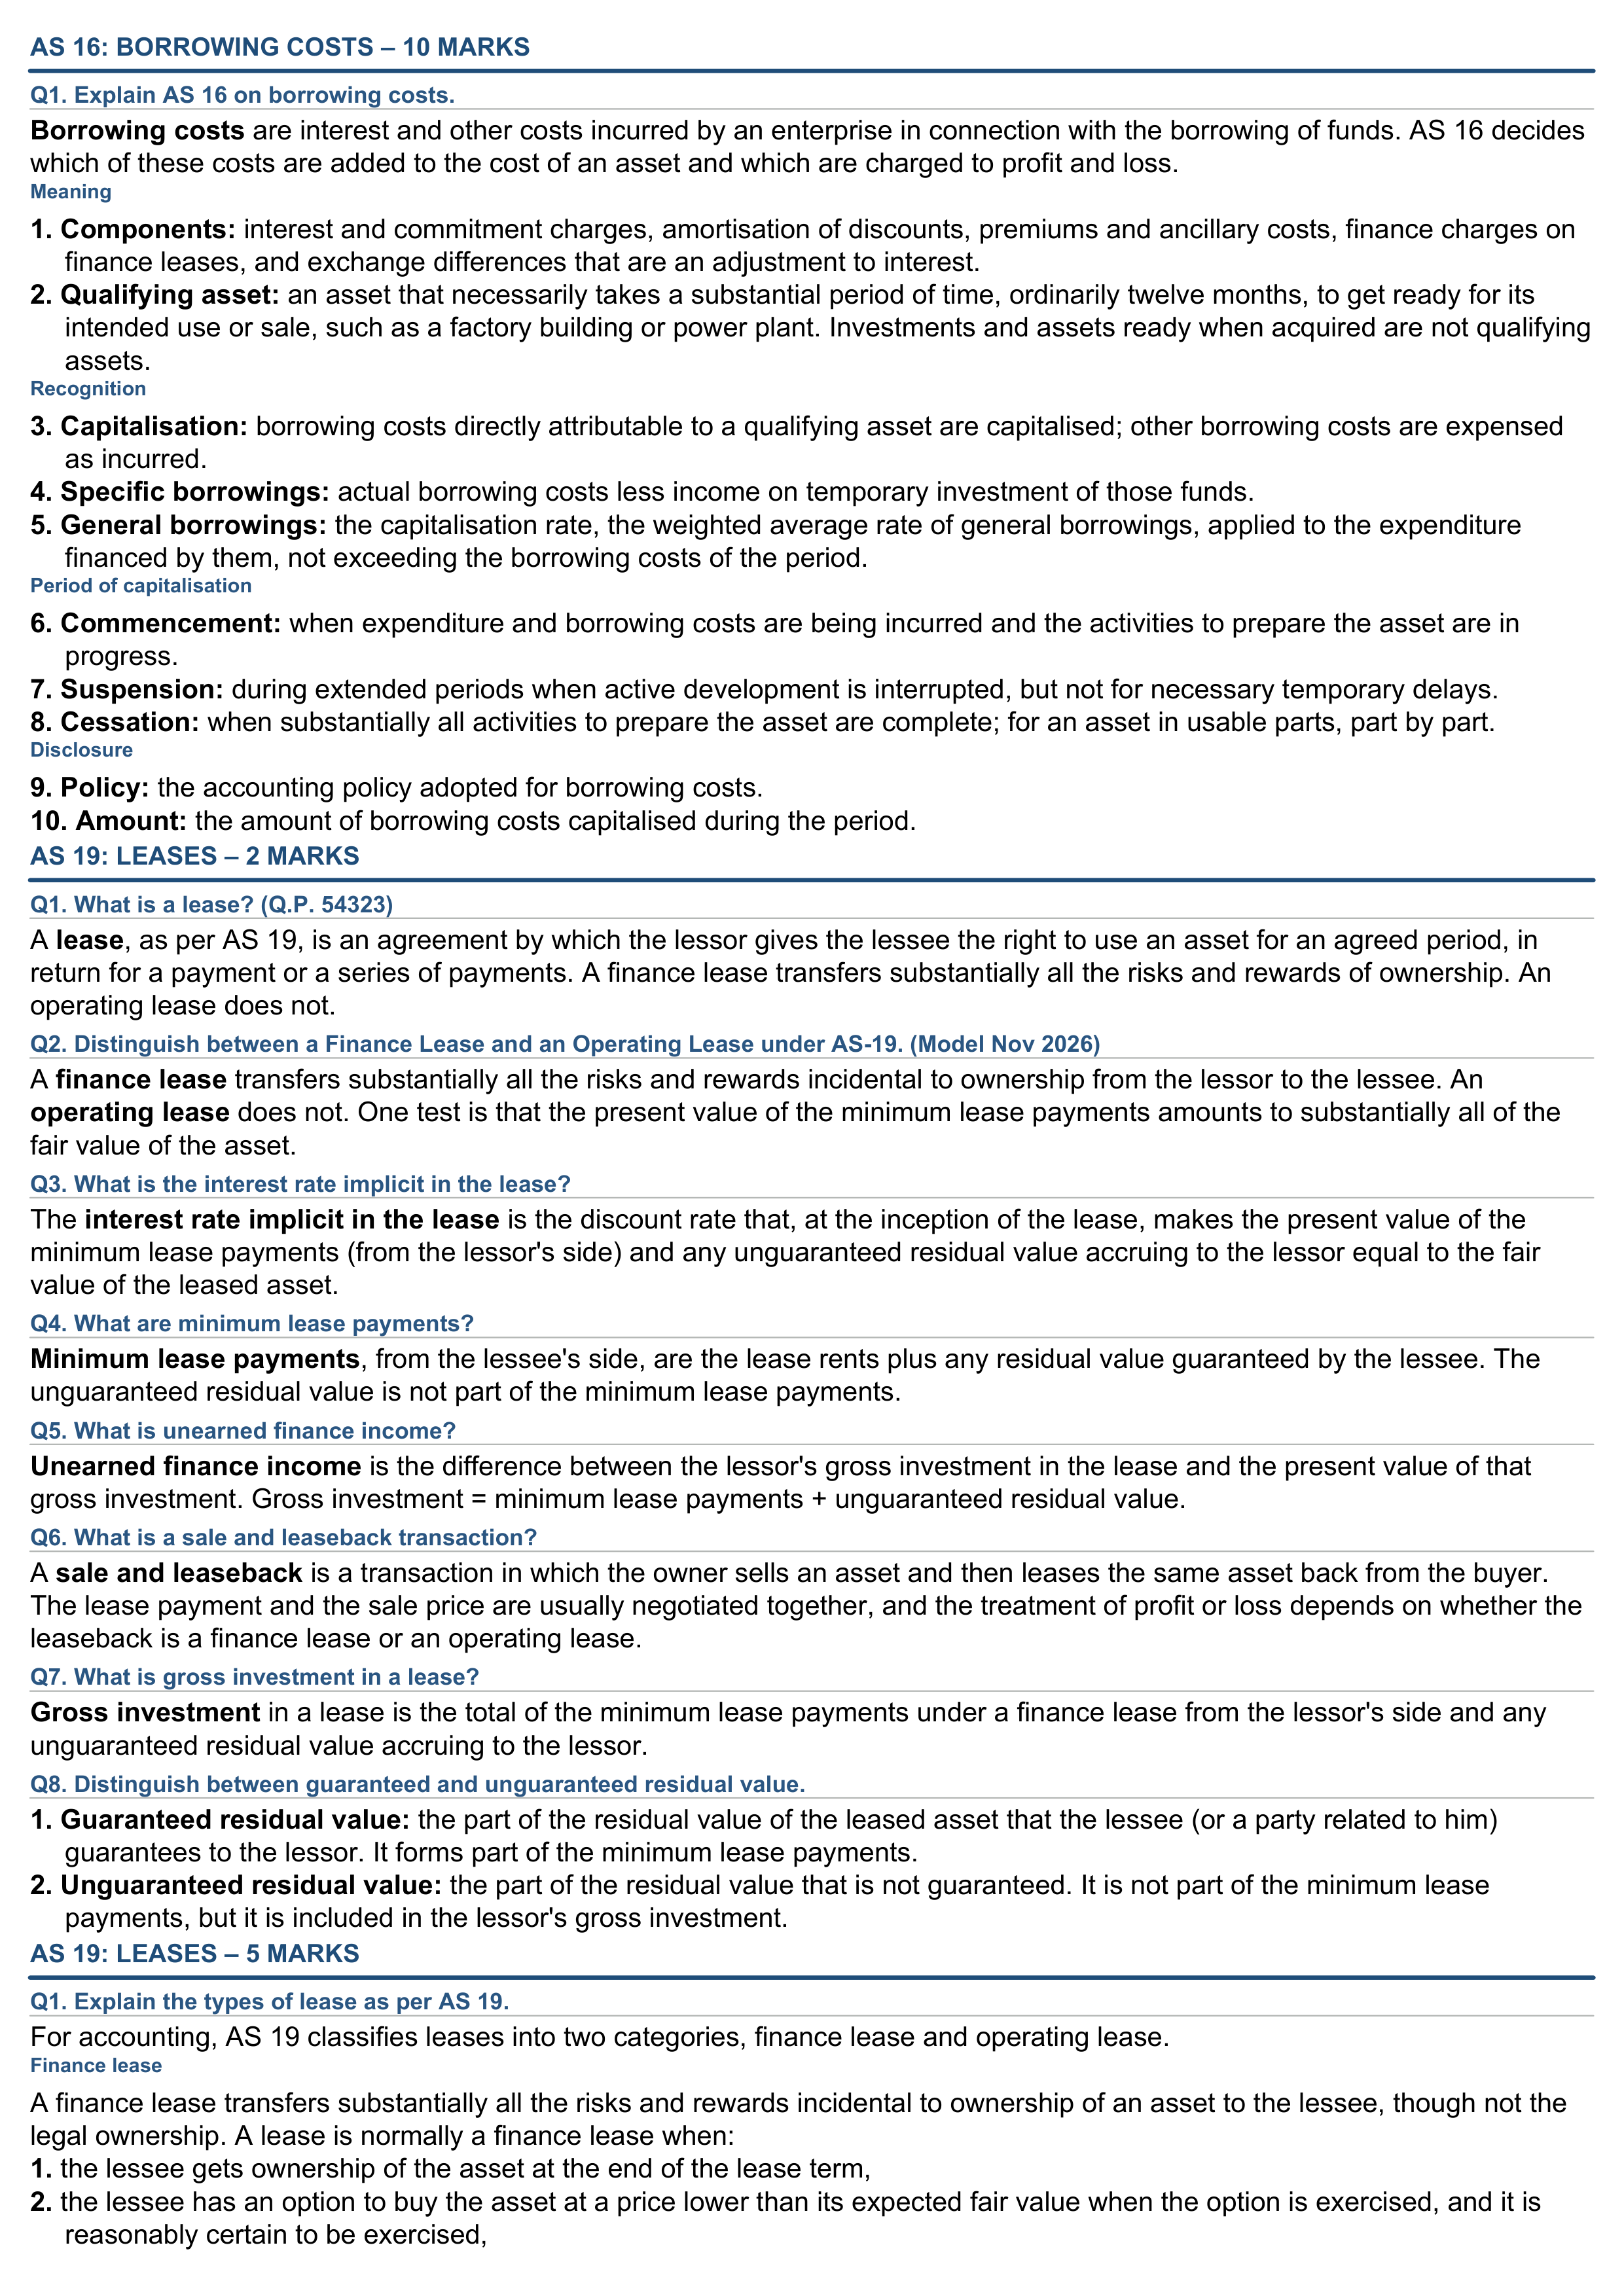 AS 16: BORROWING COSTS – 10 MARKS
Q1. Explain AS 16 on borrowing costs.
Borrowing costs are interest and other costs incurred by an enterprise in connection with the borrowing of funds. AS 16 decides
which of these costs are added to the cost of an asset and which are charged to profit and loss.
Meaning
1. Components: interest and commitment charges, amortisation of discounts, premiums and ancillary costs, finance charges on
finance leases, and exchange differences that are an adjustment to interest.
2. Qualifying asset: an asset that necessarily takes a substantial period of time, ordinarily twelve months, to get ready for its
intended use or sale, such as a factory building or power plant. Investments and assets ready when acquired are not qualifying
assets.
Recognition
3. Capitalisation: borrowing costs directly attributable to a qualifying asset are capitalised; other borrowing costs are expensed
as incurred.
4. Specific borrowings: actual borrowing costs less income on temporary investment of those funds.
5. General borrowings: the capitalisation rate, the weighted average rate of general borrowings, applied to the expenditure
financed by them, not exceeding the borrowing costs of the period.
Period of capitalisation
6. Commencement: when expenditure and borrowing costs are being incurred and the activities to prepare the asset are in
progress.
7. Suspension: during extended periods when active development is interrupted, but not for necessary temporary delays.
8. Cessation: when substantially all activities to prepare the asset are complete; for an asset in usable parts, part by part.
Disclosure
9. Policy: the accounting policy adopted for borrowing costs.
10. Amount: the amount of borrowing costs capitalised during the period.
AS 19: LEASES – 2 MARKS
Q1. What is a lease? (Q.P. 54323)
A lease, as per AS 19, is an agreement by which the lessor gives the lessee the right to use an asset for an agreed period, in
return for a payment or a series of payments. A finance lease transfers substantially all the risks and rewards of ownership. An
operating lease does not.
Q2. Distinguish between a Finance Lease and an Operating Lease under AS-19. (Model Nov 2026)
A finance lease transfers substantially all the risks and rewards incidental to ownership from the lessor to the lessee. An
operating lease does not. One test is that the present value of the minimum lease payments amounts to substantially all of the
fair value of the asset.
Q3. What is the interest rate implicit in the lease?
The interest rate implicit in the lease is the discount rate that, at the inception of the lease, makes the present value of the
minimum lease payments (from the lessor's side) and any unguaranteed residual value accruing to the lessor equal to the fair
value of the leased asset.
Q4. What are minimum lease payments?
Minimum lease payments, from the lessee's side, are the lease rents plus any residual value guaranteed by the lessee. The
unguaranteed residual value is not part of the minimum lease payments.
Q5. What is unearned finance income?
Unearned finance income is the difference between the lessor's gross investment in the lease and the present value of that
gross investment. Gross investment = minimum lease payments + unguaranteed residual value.
Q6. What is a sale and leaseback transaction?
A sale and leaseback is a transaction in which the owner sells an asset and then leases the same asset back from the buyer.
The lease payment and the sale price are usually negotiated together, and the treatment of profit or loss depends on whether the
leaseback is a finance lease or an operating lease.
Q7. What is gross investment in a lease?
Gross investment in a lease is the total of the minimum lease payments under a finance lease from the lessor's side and any
unguaranteed residual value accruing to the lessor.
Q8. Distinguish between guaranteed and unguaranteed residual value.
1. Guaranteed residual value: the part of the residual value of the leased asset that the lessee (or a party related to him)
guarantees to the lessor. It forms part of the minimum lease payments.
2. Unguaranteed residual value: the part of the residual value that is not guaranteed. It is not part of the minimum lease
payments, but it is included in the lessor's gross investment.
AS 19: LEASES – 5 MARKS
Q1. Explain the types of lease as per AS 19.
For accounting, AS 19 classifies leases into two categories, finance lease and operating lease.
Finance lease
A finance lease transfers substantially all the risks and rewards incidental to ownership of an asset to the lessee, though not the
legal ownership. A lease is normally a finance lease when:
1. the lessee gets ownership of the asset at the end of the lease term,
2. the lessee has an option to buy the asset at a price lower than its expected fair value when the option is exercised, and it is
reasonably certain to be exercised,